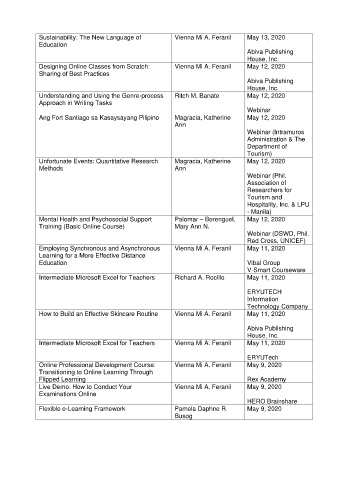 Sustainability: The New Language of
Education
Vienna Mi A. Feranil
May 13, 2020
Abiva Publishing
House, Inc.
Designing Online Classes from Scratch:
Sharing of Best Practices
Vienna Mi A. Feranil
May 12, 2020
Abiva Publishing
House, Inc.
Understanding and Using the Genre-process
Approach in Writing Tasks
Ritch M. Banate
May 12, 2020
Webinar
Ang Fort Santiago sa Kasaysayang Pilipino
Magracia, Katherine
Ann
May 12, 2020
Webinar (Intramuros
Administration & The
Department of
Tourism)
Unfortunate Events: Quantitative Research
Methods
Magracia, Katherine
Ann
May 12, 2020
Webinar (Phil.
Association of
Researchers for
Tourism and
Hospitality, Inc. & LPU
- Manila)
Mental Health and Psychosocial Support
Training (Basic Online Course)
Palomar – Berenguel,
Mary Ann N.
May 12, 2020
Webinar (DSWD, Phil.
Red Cross, UNICEF)
Employing Synchronous and Asynchronous
Learning for a More Effective Distance
Education
Vienna Mi A. Feranil
May 11, 2020
Vibal Group
V-Smart Courseware
Intermediate Microsoft Excel for Teachers
Richard A. Rocillo
May 11, 2020
ERYUTECH
Information
Technology Company
How to Build an Effective Skincare Routine
Vienna Mi A. Feranil
May 11, 2020
Abiva Publishing
House, Inc.
Intermediate Microsoft Excel for Teachers
Vienna Mi A. Feranil
May 11, 2020
ERYUTech
Online Professional Development Course:
Transitioning to Online Learning Through
Flipped Learning
Vienna Mi A. Feranil
May 9, 2020
Rex Academy
Live Demo: How to Conduct Your
Examinations Online
Vienna Mi A. Feranil
May 9, 2020
HERO Brainshare
Flexible e-Learning Framework
Pamela Daphne R.
Busog
May 9, 2020